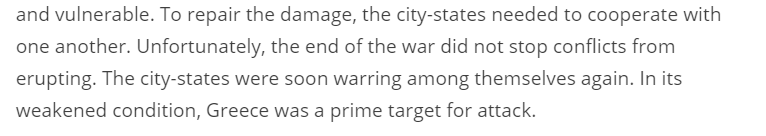 and vulnerable. To repair the damage, the city-states needed to cooperate with
one another. Unfortunately, the end of the war did not stop conflicts from
erupting. The city-states were soon warring among themselves again. In its
weakened condition, Greece was a prime target for attack.